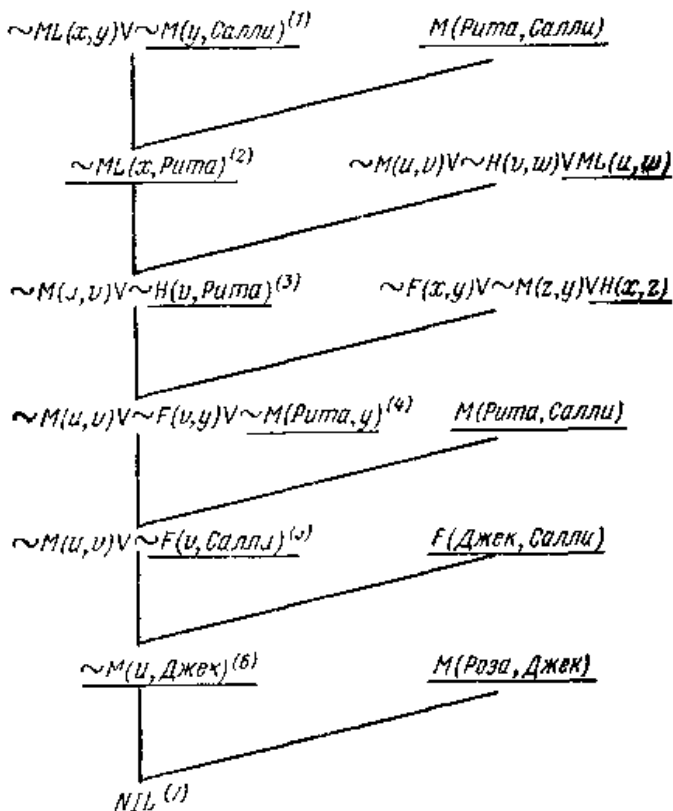 ~ML(x,y)V~M(y,Салли)⁽¹⁾ M(Рита,Салли)
~ML(x,Рита)⁽²⁾ ~M(u,υ)V~H(υ,w)VML(u,w)
~M(u,υ)V~H(υ,Рита)⁽³⁾ ~F(x,y)V~M(z,y)VH(x,z)
~M(u,υ)V~F(υ,y)V~M(Рита,y)⁽⁴⁾ M(Рита,Салли)
~M(u,υ)V~F(υ,Салли)⁽⁵⁾ F(Джек,Салли)
~M(u,Джек)⁽⁶⁾ M(Роза,Джек)
NIL⁽⁷⁾